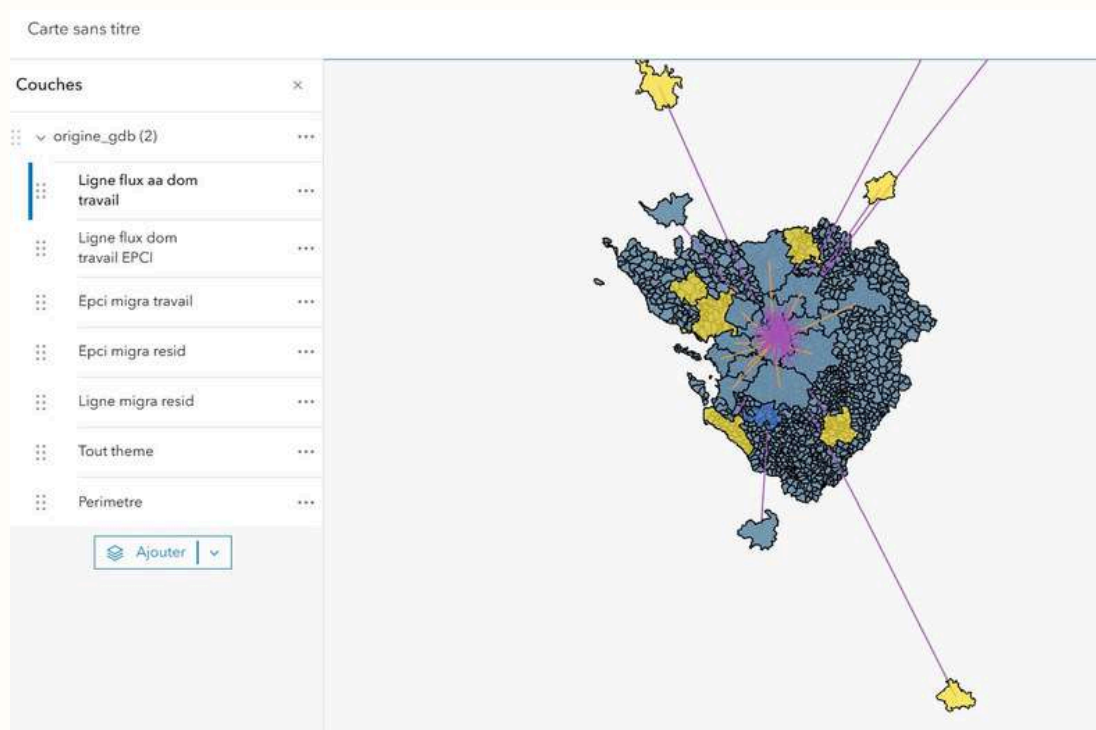 Carte sans titre
Couches
origine_gdb (2)
Ligne flux aa dom
travail
Ligne flux dom
travail EPCI
Epci migra travail
Epci migra resid
Ligne migra resid
Tout theme
Perimetre
Ajouter